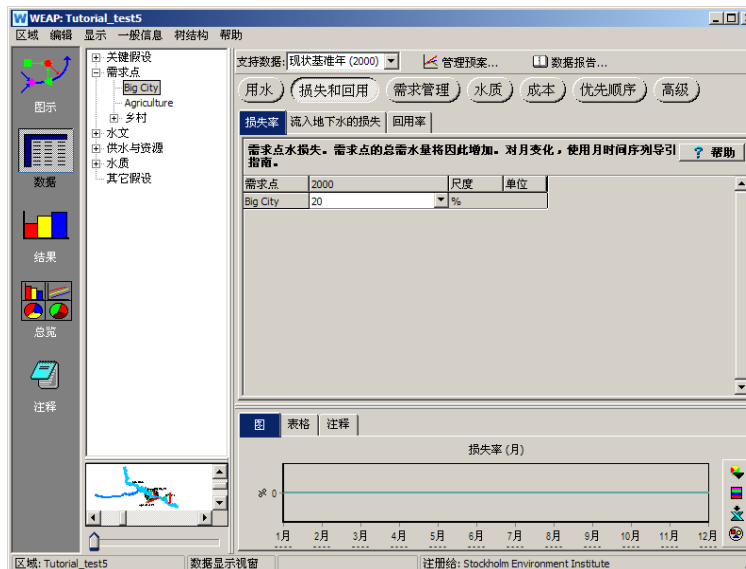 WEAP: Tutorial_test5
区域 编辑 显示 一般信息 树结构 帮助
图示
数据
结果
总览
注释
关键假设
需求点
Big City
Agriculture
乡村
水文
供水与资源
水质
其它假设
支持数据: 现状基准年 (2000) 管理预案... 数据报告...
用水 损失和回用 需求管理 水质 成本 优先顺序 高级
损失率 流入地下水的损失 回用率
需求点水损失。需求点的总需水量将因此增加。对月变化，使用月时间序列导引
指南。
? 帮助
需求点 2000 尺度 单位
Big City 20 %
图 表格 注释
损失率 (月)
% 0
1月 2月 3月 4月 5月 6月 7月 8月 9月 10月 11月 12月
区域: Tutorial_test5 数据显示视窗 注册给: Stockholm Environment Institute